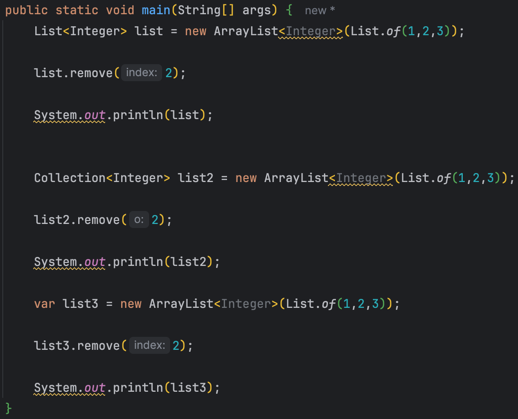 public static void main(String[] args) { new *
List<Integer> list = new ArrayList<Integer>(List.of(1,2,3));
list.remove( index: 2);
System.out.println(list);
Collection<Integer> list2 = new ArrayList<Integer>(List.of(1,2,3));
list2.remove( o: 2);
System.out.println(list2);
var list3 = new ArrayList<Integer>(List.of(1,2,3));
list3.remove( index: 2);
System.out.println(list3);
}